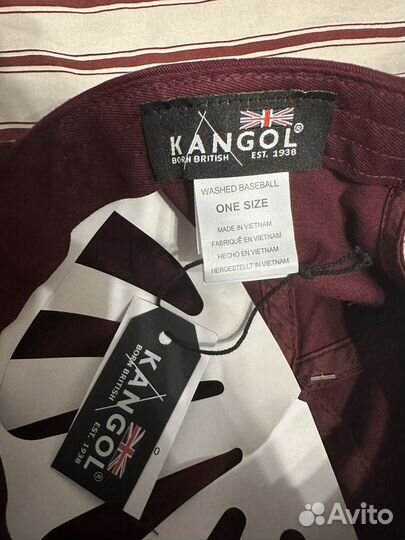 KANGOL®
BORN BRITISH EST. 1938
WASHED BASEBALL
ONE SIZE
MADE IN VIETNAM
FABRIQUÉ EN VIETNAM
HECHO EN VIETNAM
HERGESTELLT IN VIETNAM
KANGOL®
BORN BRITISH
EST. 1938
Avito